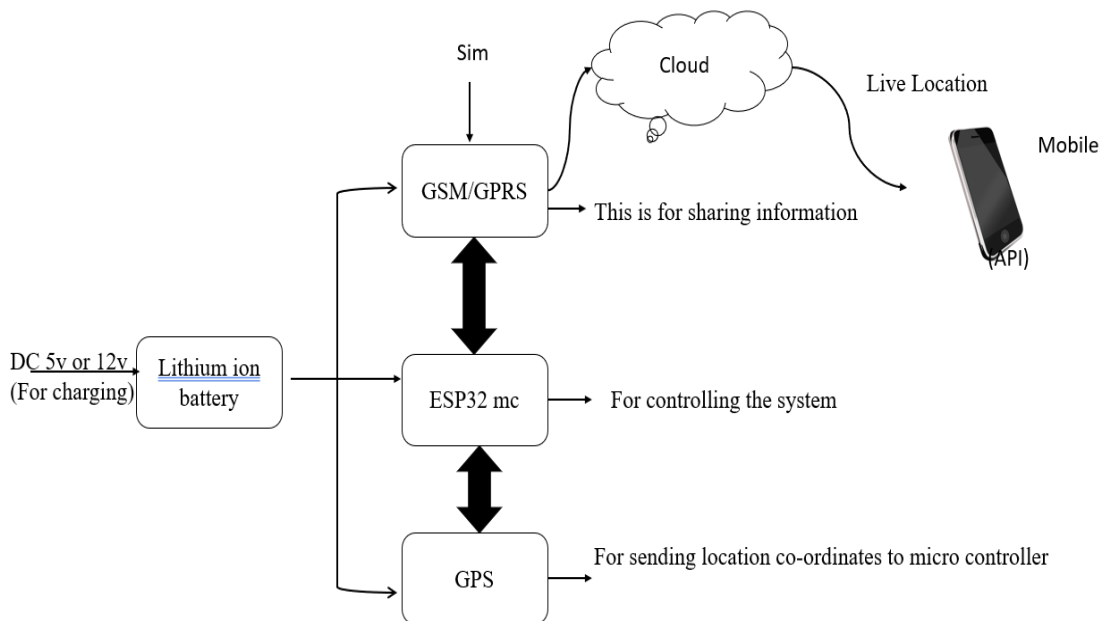 Sim
Cloud
Live Location
Mobile
(API)
GSM/GPRS
This is for sharing information
DC 5v or 12v
(For charging)
Lithium ion
battery
ESP32 mc
For controlling the system
GPS
For sending location co-ordinates to micro controller